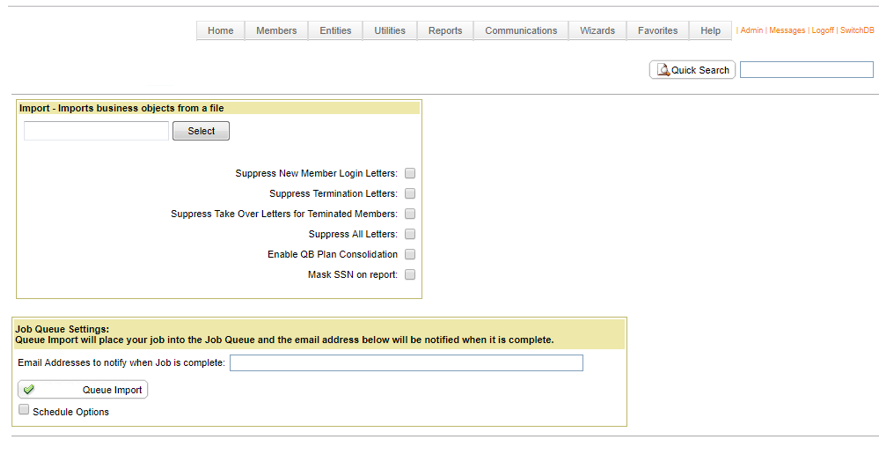 Home Members Entities Utilities Reports Communications Wizards Favorites Help | Admin | Messages | Logoff | SwitchDB
Quick Search
Import - Imports business objects from a file
Select
Suppress New Member Login Letters:
Suppress Termination Letters:
Suppress Take Over Letters for Teminated Members:
Suppress All Letters:
Enable QB Plan Consolidation
Mask SSN on report:
Job Queue Settings:
Queue Import will place your job into the Job Queue and the email address below will be notified when it is complete.
Email Addresses to notify when Job is complete:
Queue Import
Schedule Options